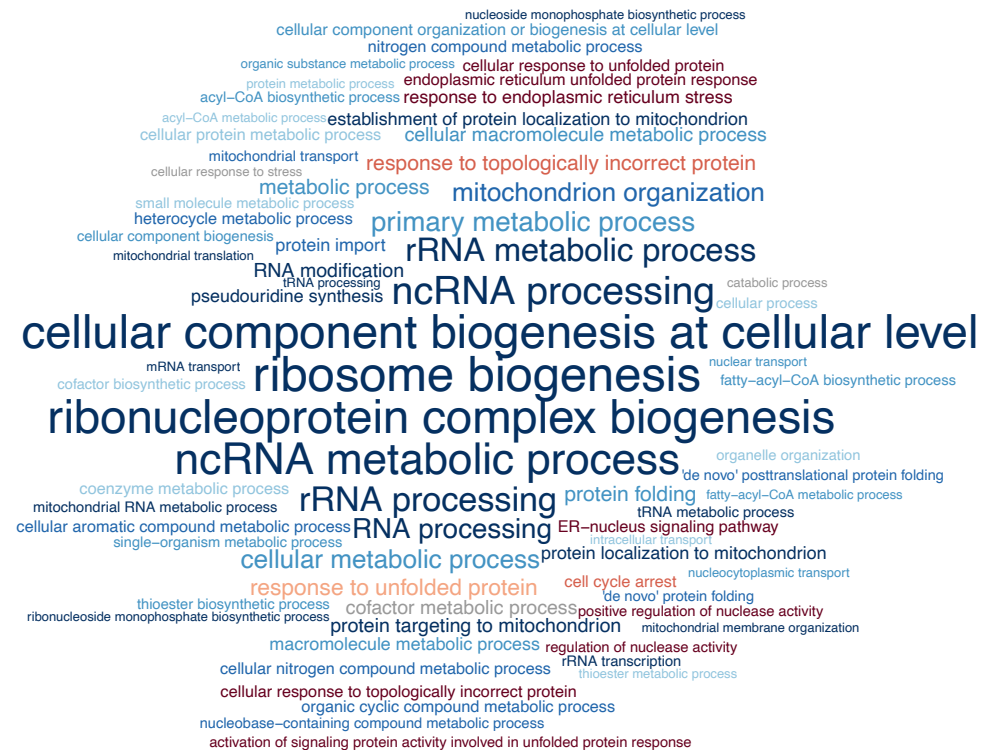 nucleoside monophosphate biosynthetic process
cellular component organization or biogenesis at cellular level
nitrogen compound metabolic process
organic substance metabolic process cellular response to unfolded protein
protein metabolic process endoplasmic reticulum unfolded protein response
acyl−CoA biosynthetic process response to endoplasmic reticulum stress
acyl−CoA metabolic process establishment of protein localization to mitochondrion
cellular protein metabolic process cellular macromolecule metabolic process
mitochondrial transport response to topologically incorrect protein
cellular response to stress
metabolic process mitochondrion organization
small molecule metabolic process
heterocycle metabolic process primary metabolic process
cellular component biogenesis protein import rRNA metabolic process
mitochondrial translation
RNA modification
tRNA processing
pseudouridine synthesis ncRNA processing catabolic process
cellular process
cellular component biogenesis at cellular level
mRNA transport ribosome biogenesis nuclear transport
cofactor biosynthetic process fatty−acyl−CoA biosynthetic process
ribonucleoprotein complex biogenesis
ncRNA metabolic process organelle organization
'de novo' posttranslational protein folding
coenzyme metabolic process rRNA processing protein folding fatty−acyl−CoA metabolic process
mitochondrial RNA metabolic process tRNA metabolic process
cellular aromatic compound metabolic process RNA processing ER−nucleus signaling pathway
single−organism metabolic process intracellular transport
cellular metabolic process protein localization to mitochondrion
response to unfolded protein cell cycle arrest nucleocytoplasmic transport
'de novo' protein folding
thioester biosynthetic process cofactor metabolic process positive regulation of nuclease activity
ribonucleoside monophosphate biosynthetic process protein targeting to mitochondrion mitochondrial membrane organization
macromolecule metabolic process regulation of nuclease activity
cellular nitrogen compound metabolic process rRNA transcription
thioester metabolic process
cellular response to topologically incorrect protein
organic cyclic compound metabolic process
nucleobase−containing compound metabolic process
activation of signaling protein activity involved in unfolded protein response